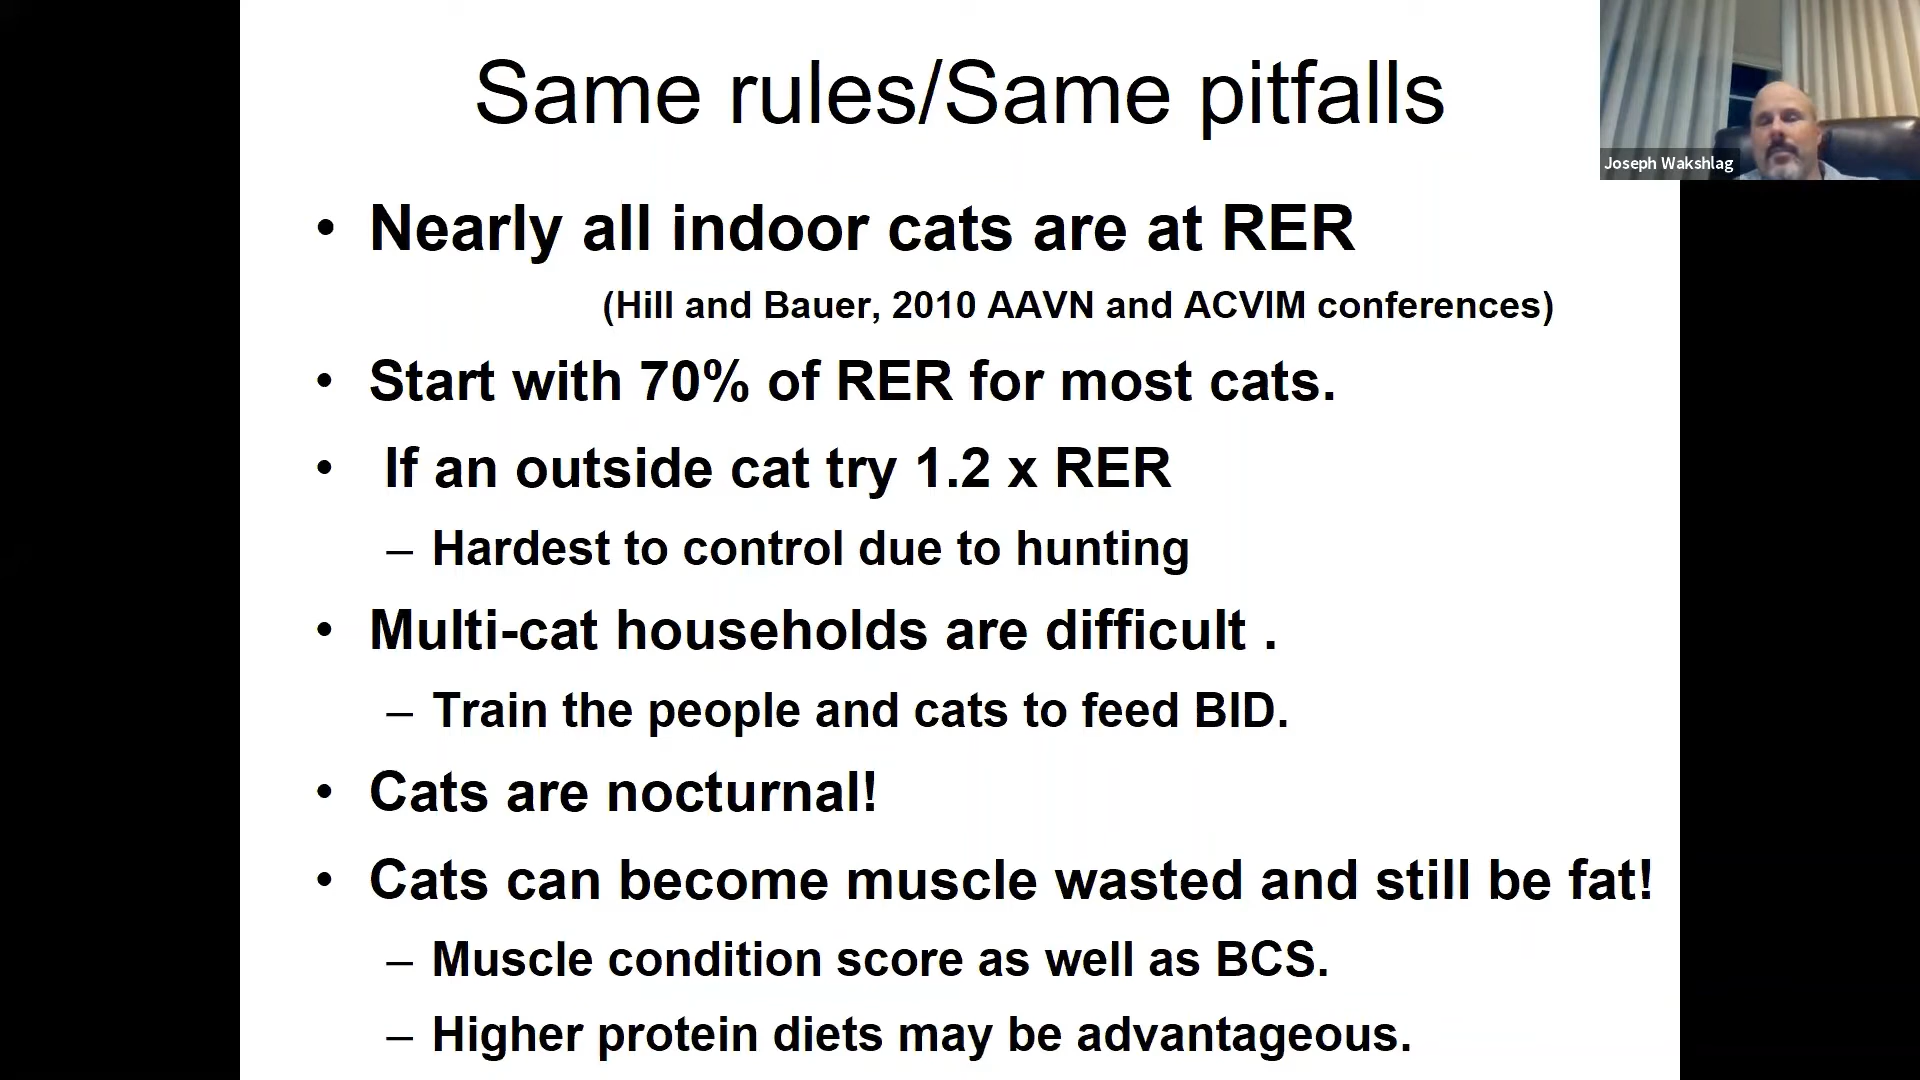 Same rules/Same pitfalls
Joseph Wakshlag
• Nearly all indoor cats are at RER
(Hill and Bauer, 2010 AAVN and ACVIM conferences)
• Start with 70% of RER for most cats.
• If an outside cat try 1.2 x RER
– Hardest to control due to hunting
• Multi-cat households are difficult .
– Train the people and cats to feed BID.
• Cats are nocturnal!
• Cats can become muscle wasted and still be fat!
– Muscle condition score as well as BCS.
– Higher protein diets may be advantageous.